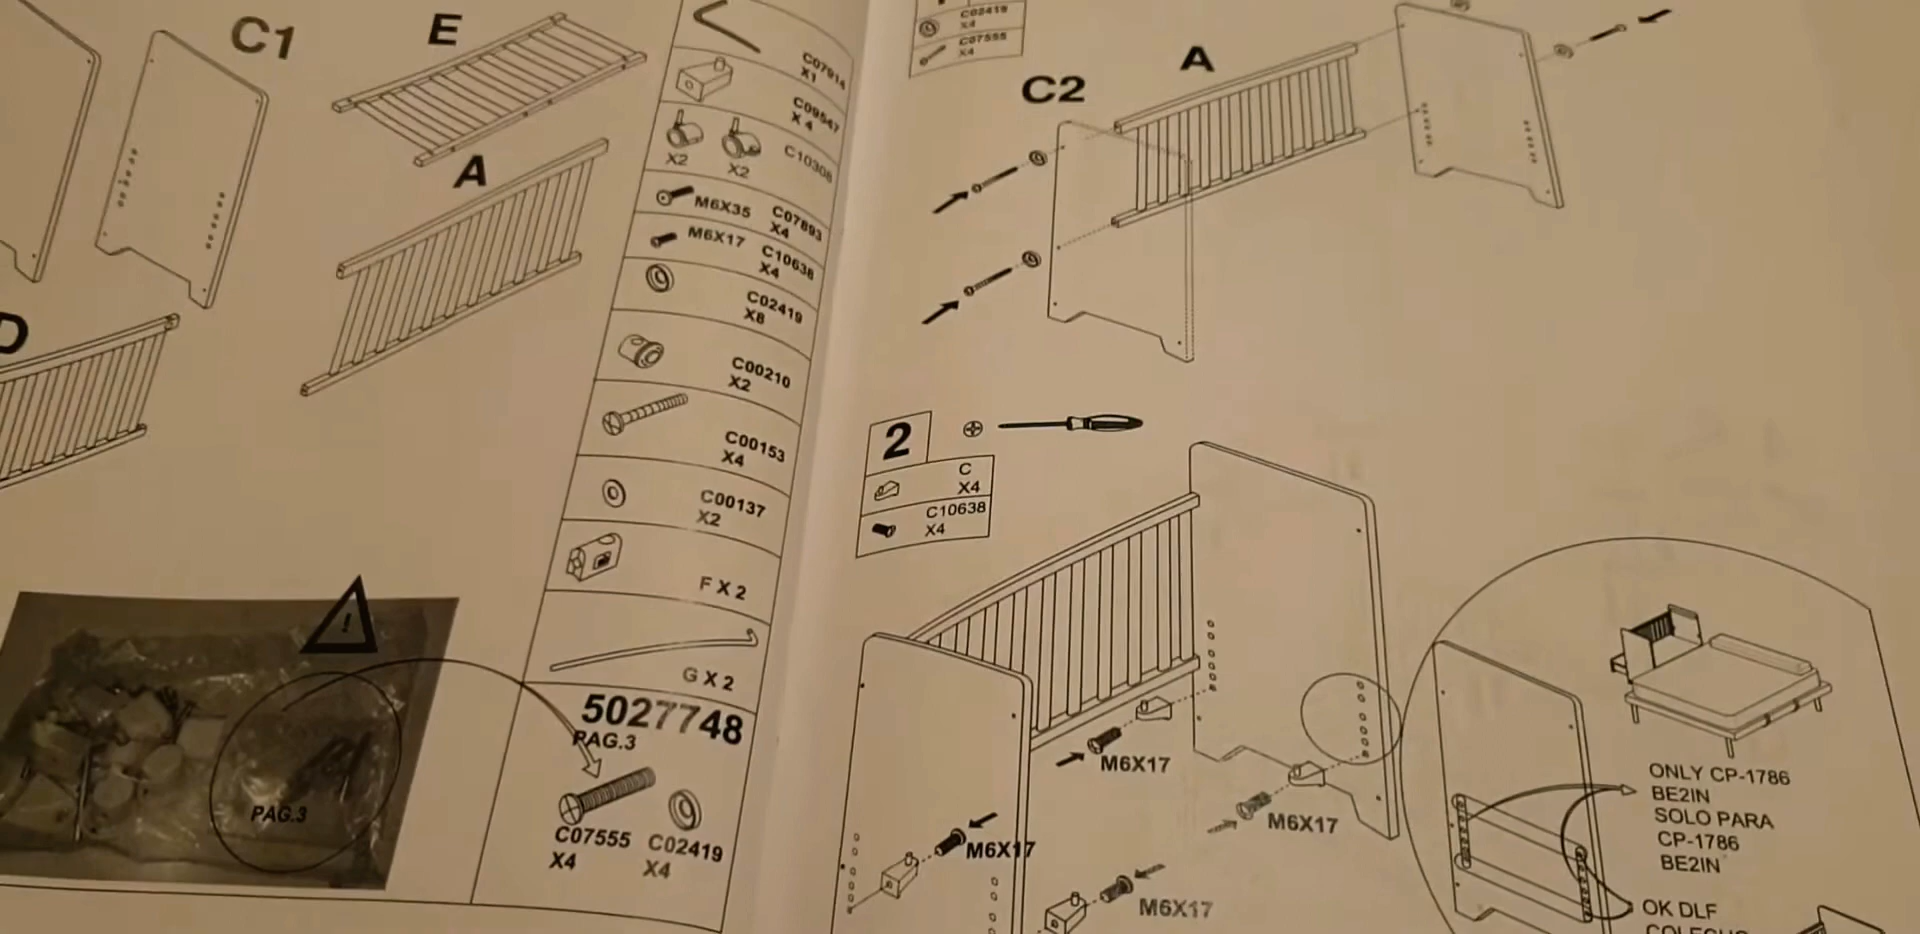 C1
E
A
D
C07914
X1
C09547
X 4
X2
X2
C10308
M6X35
C07893
X4
M6X17
C10638
X4
C02419
X8
C00210
X2
C00153
X4
C00137
X2
F X 2
G X 2
5027748
PAG.3
C07555
X4
C02419
X4
!
PAG.3
C02419
X4
C07555
X4
C2
A
2
C
X4
C10638
X4
M6X17
M6X17
M6X17
M6X17
ONLY CP-1786
BE2IN
SOLO PARA
CP-1786
BE2IN
OK DLF
COLECHO